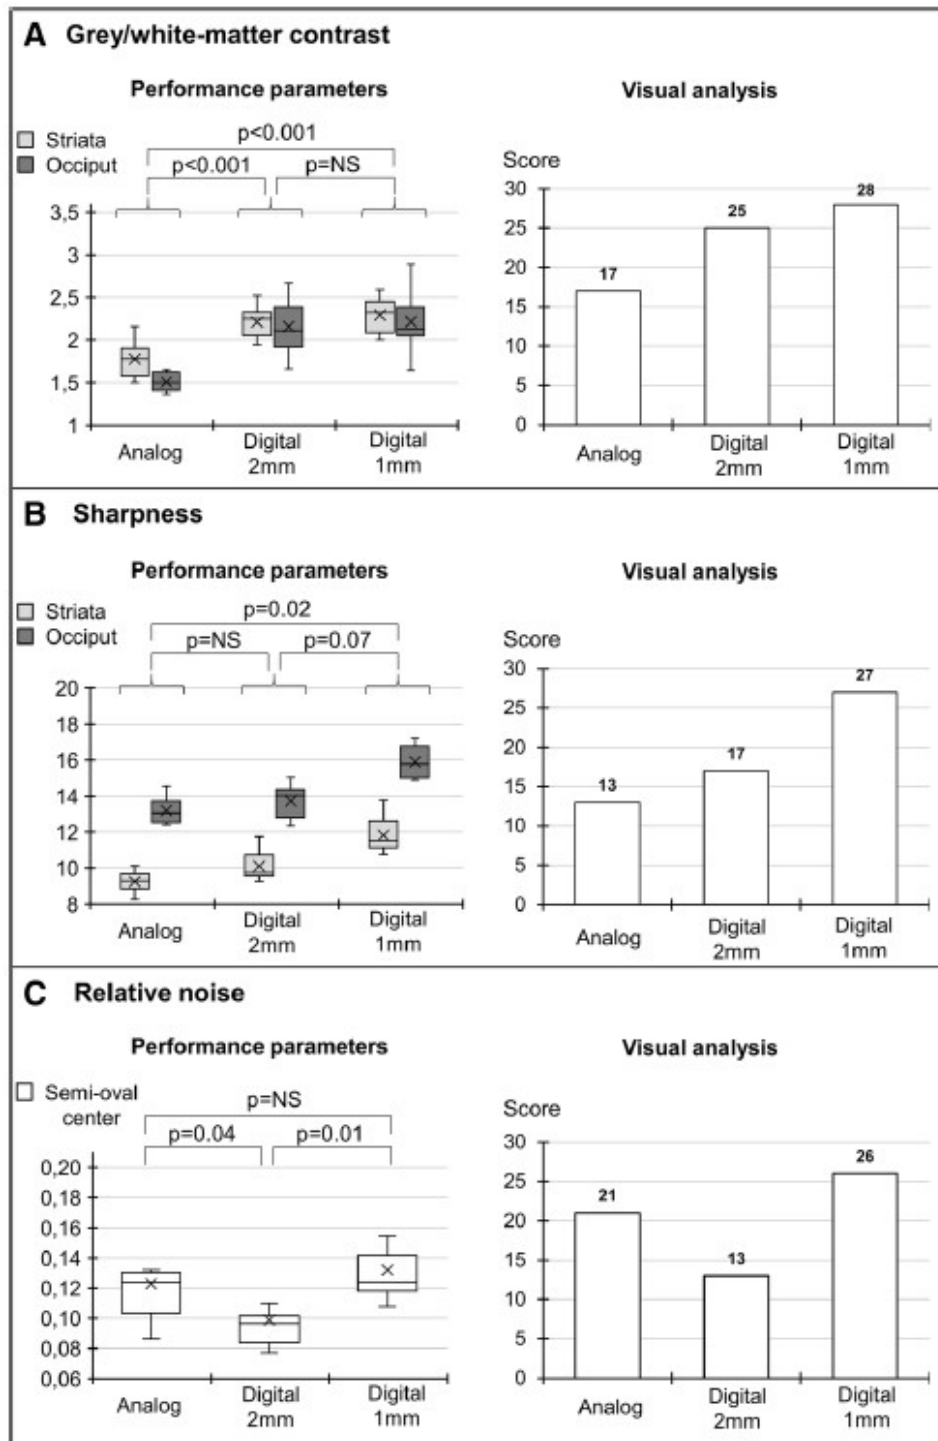 A Grey/white-matter contrast
Performance parameters
Striata
Occiput
p<0.001
p<0.001
p=NS
3,5
3
2,5
2
1,5
1
Analog
Digital
2mm
Digital
1mm
Visual analysis
Score
30
25
20
15
10
5
0
17
25
28
Analog
Digital
2mm
Digital
1mm
B Sharpness
Performance parameters
Striata
Occiput
p=0.02
p=NS
p=0.07
20
18
16
14
12
10
8
Analog
Digital
2mm
Digital
1mm
Visual analysis
Score
30
25
20
15
10
5
0
13
17
27
Analog
Digital
2mm
Digital
1mm
C Relative noise
Performance parameters
Semi-oval
center
p=NS
p=0.04
p=0.01
0,20
0,18
0,16
0,14
0,12
0,10
0,08
0,06
Analog
Digital
2mm
Digital
1mm
Visual analysis
Score
30
25
20
15
10
5
0
21
13
26
Analog
Digital
2mm
Digital
1mm